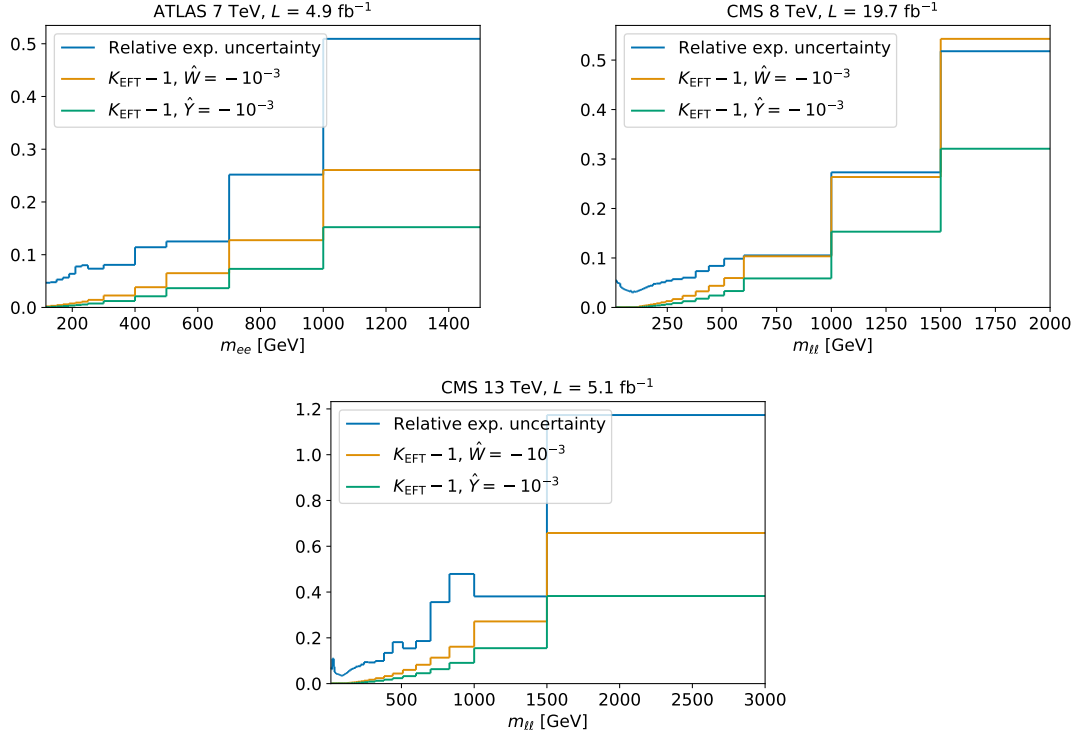 ATLAS 7 TeV, L = 4.9 fb⁻¹
Relative exp. uncertainty
K_EFT − 1, Ŵ = −10⁻³
K_EFT − 1, Ŷ = −10⁻³
0.5
0.4
0.3
0.2
0.1
0.0
200 400 600 800 1000 1200 1400
m_ee [GeV]
CMS 8 TeV, L = 19.7 fb⁻¹
Relative exp. uncertainty
K_EFT − 1, Ŵ = −10⁻³
K_EFT − 1, Ŷ = −10⁻³
0.5
0.4
0.3
0.2
0.1
0.0
250 500 750 1000 1250 1500 1750 2000
m_ℓℓ [GeV]
CMS 13 TeV, L = 5.1 fb⁻¹
Relative exp. uncertainty
K_EFT − 1, Ŵ = −10⁻³
K_EFT − 1, Ŷ = −10⁻³
1.2
1.0
0.8
0.6
0.4
0.2
0.0
500 1000 1500 2000 2500 3000
m_ℓℓ [GeV]